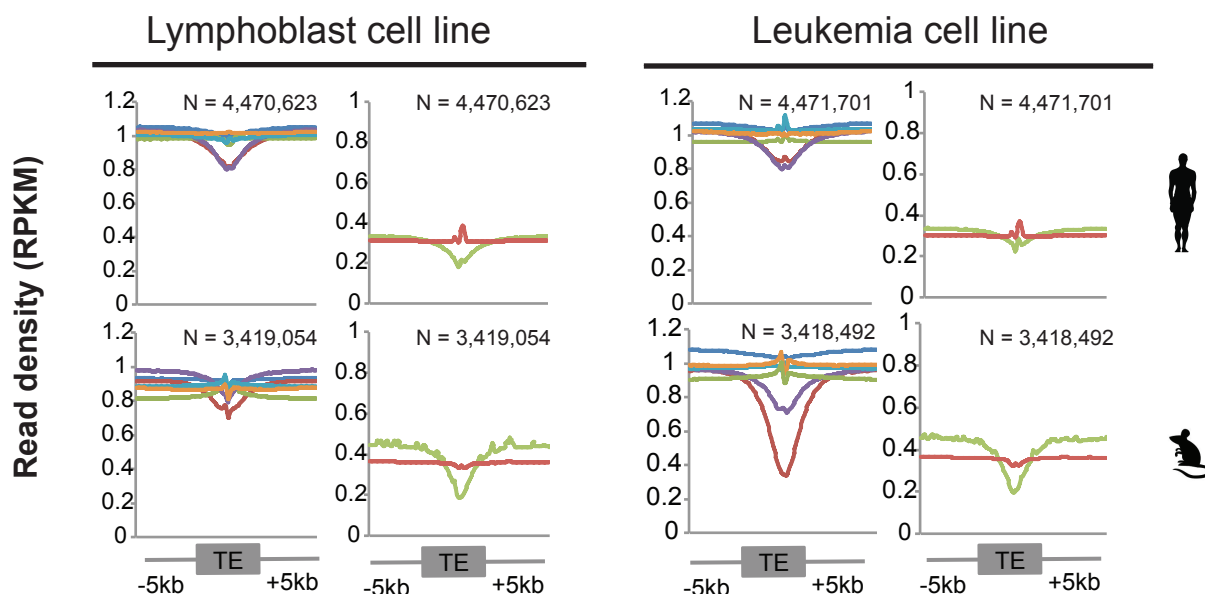 Lymphoblast cell line
Leukemia cell line
Read density (RPKM)
N = 4,470,623
1.2
1
0.8
0.6
0.4
0.2
0
N = 4,470,623
1
0.8
0.6
0.4
0.2
0
N = 4,471,701
1.2
1
0.8
0.6
0.4
0.2
0
N = 4,471,701
1
0.8
0.6
0.4
0.2
0
N = 3,419,054
1.2
1
0.8
0.6
0.4
0.2
0
N = 3,419,054
1
0.8
0.6
0.4
0.2
0
N = 3,418,492
1.2
1
0.8
0.6
0.4
0.2
0
N = 3,418,492
1
0.8
0.6
0.4
0.2
0
TE
-5kb +5kb
TE
-5kb +5kb
TE
-5kb +5kb
TE
-5kb +5kb